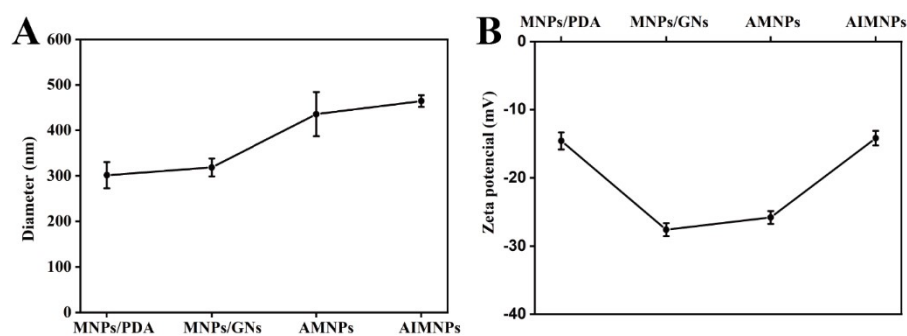 A
Diameter (nm)
600
500
400
300
200
100
0
MNPs/PDA MNPs/GNs AMNPs AIMNPs
B
MNPs/PDA MNPs/GNs AMNPs AIMNPs
Zeta potencial (mV)
0
-10
-20
-30
-40